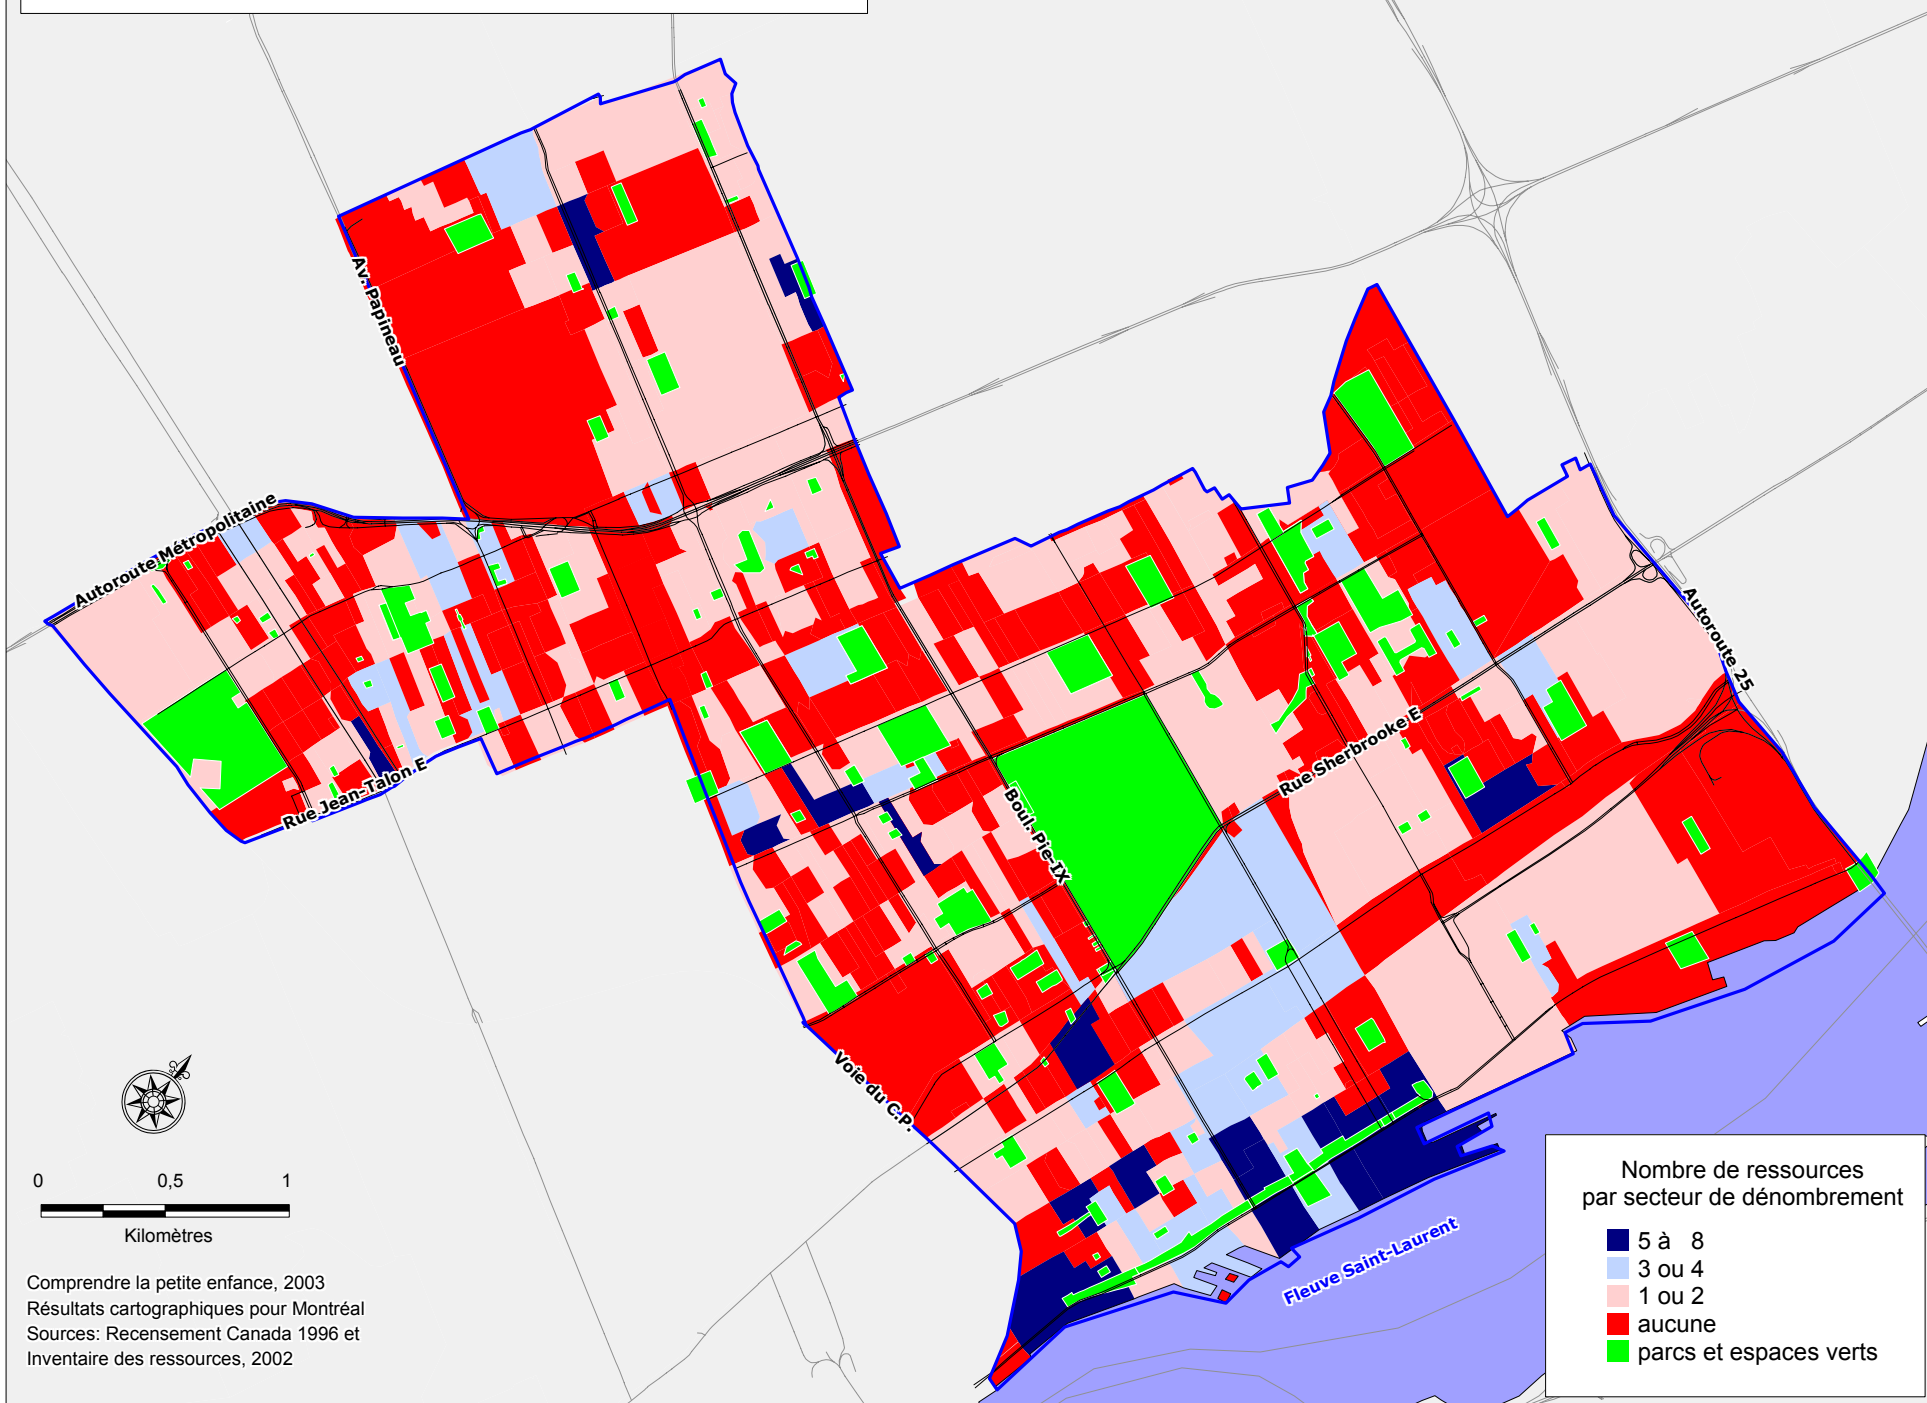 Av. Papineau
Autoroute Métropolitaine
Autoroute 25
Rue Sherbrooke E
Rue Jean-Talon E
Boul. Pie-IX
Voie du C.P.
Fleuve Saint-Laurent
0 0,5 1
Kilomètres
Comprendre la petite enfance, 2003
Résultats cartographiques pour Montréal
Sources: Recensement Canada 1996 et
Inventaire des ressources, 2002
Nombre de ressources
par secteur de dénombrement
5 à 8
3 ou 4
1 ou 2
aucune
parcs et espaces verts